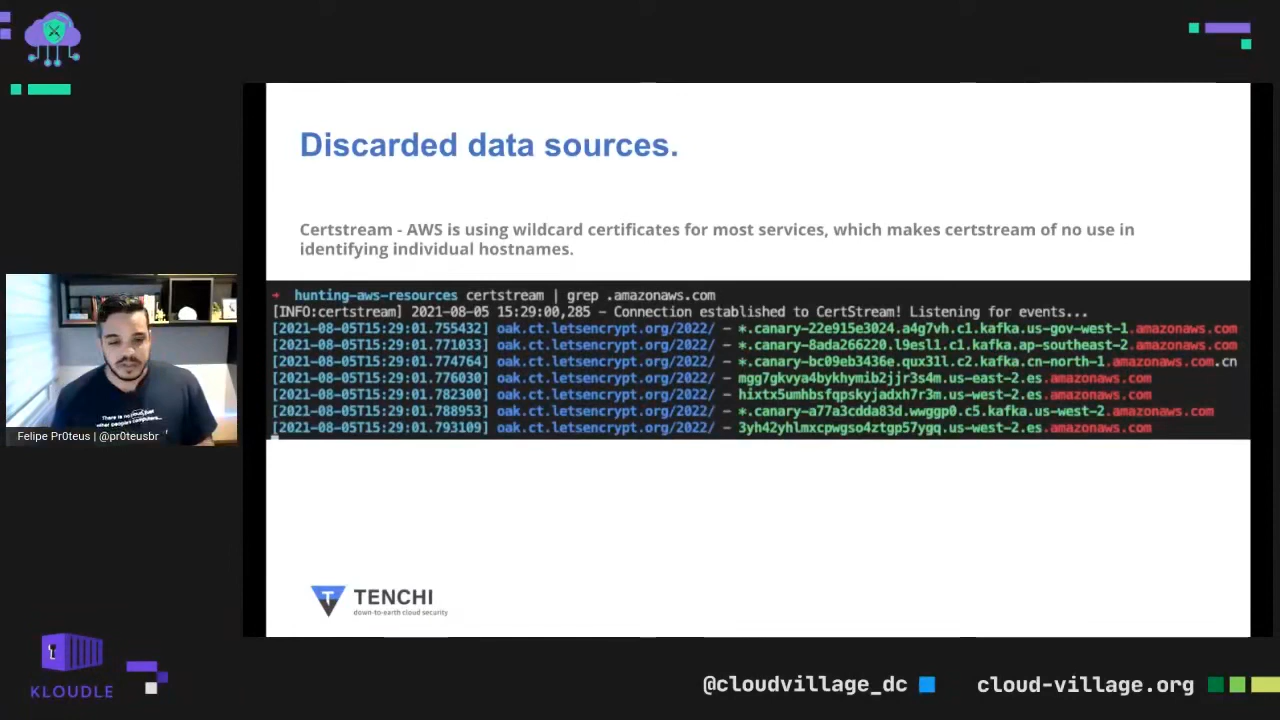 Discarded data sources.
Certstream - AWS is using wildcard certificates for most services, which makes certstream of no use in
identifying individual hostnames.
➜ hunting-aws-resources certstream | grep .amazonaws.com
[INFO:certstream] 2021-08-05 15:29:00,285 - Connection established to CertStream! Listening for events...
[2021-08-05T15:29:01.755432] oak.ct.letsencrypt.org/2022/ - *.canary-22e915e3024.a4g7vh.c1.kafka.us-gov-west-1.amazonaws.com
[2021-08-05T15:29:01.771033] oak.ct.letsencrypt.org/2022/ - *.canary-8ada266220.l9esl1.c1.kafka.ap-southeast-2.amazonaws.com
[2021-08-05T15:29:01.774764] oak.ct.letsencrypt.org/2022/ - *.canary-bc09eb3436e.qux31l.c2.kafka.cn-north-1.amazonaws.com.cn
[2021-08-05T15:29:01.776030] oak.ct.letsencrypt.org/2022/ - mgg7gkvya4bykhymib2jjr3s4m.us-east-2.es.amazonaws.com
[2021-08-05T15:29:01.782300] oak.ct.letsencrypt.org/2022/ - hixtx5umhbsfqpskyjadxh7r3m.us-west-2.es.amazonaws.com
[2021-08-05T15:29:01.788953] oak.ct.letsencrypt.org/2022/ - *.canary-a77a3cdda83d.wwggp0.c5.kafka.us-west-2.amazonaws.com
[2021-08-05T15:29:01.793109] oak.ct.letsencrypt.org/2022/ - 3yh42yhlmxcpwgso4ztgp57ygq.us-west-2.es.amazonaws.com
There is no cloud, just
other people's computers...
Felipe Pr0teus | @pr0teusbr
TENCHI
down-to-earth cloud security
KLOUDLE
@cloudvillage_dc
cloud-village.org